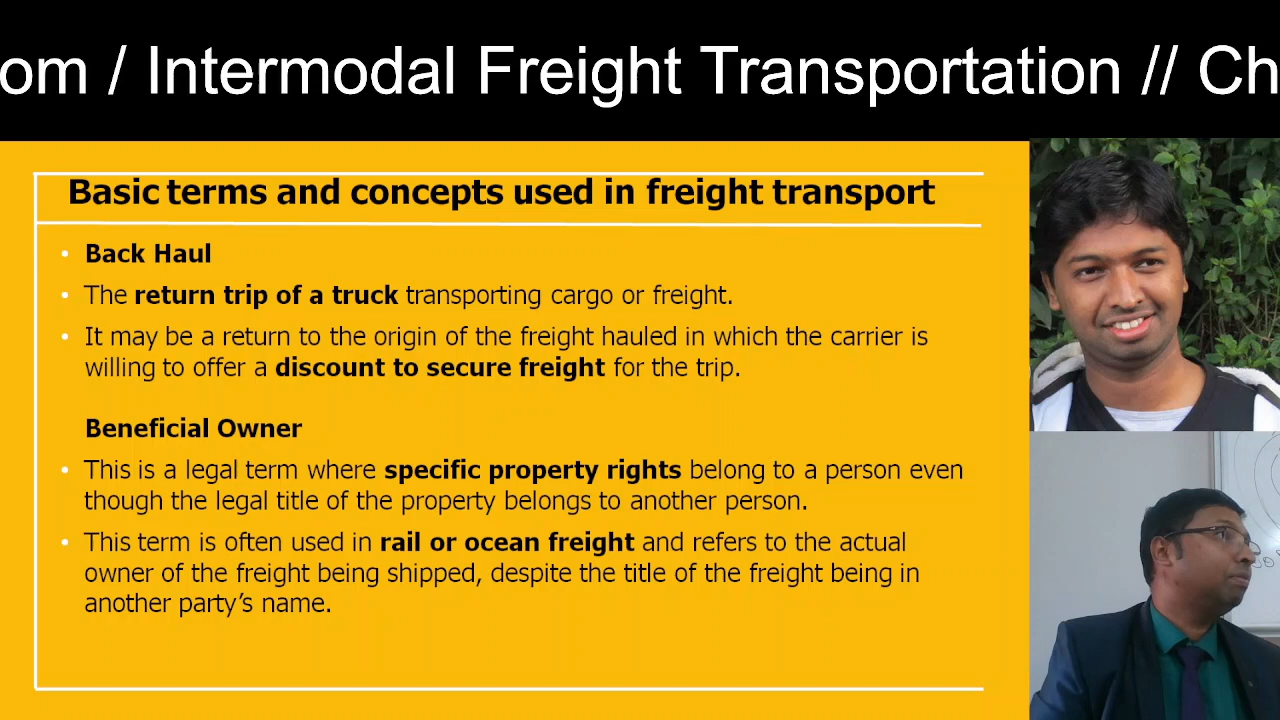 om / Intermodal Freight Transportation // Ch
Basic terms and concepts used in freight transport
• Back Haul
• The return trip of a truck transporting cargo or freight.
• It may be a return to the origin of the freight hauled in which the carrier is
willing to offer a discount to secure freight for the trip.
Beneficial Owner
• This is a legal term where specific property rights belong to a person even
though the legal title of the property belongs to another person.
• This term is often used in rail or ocean freight and refers to the actual
owner of the freight being shipped, despite the title of the freight being in
another party’s name.